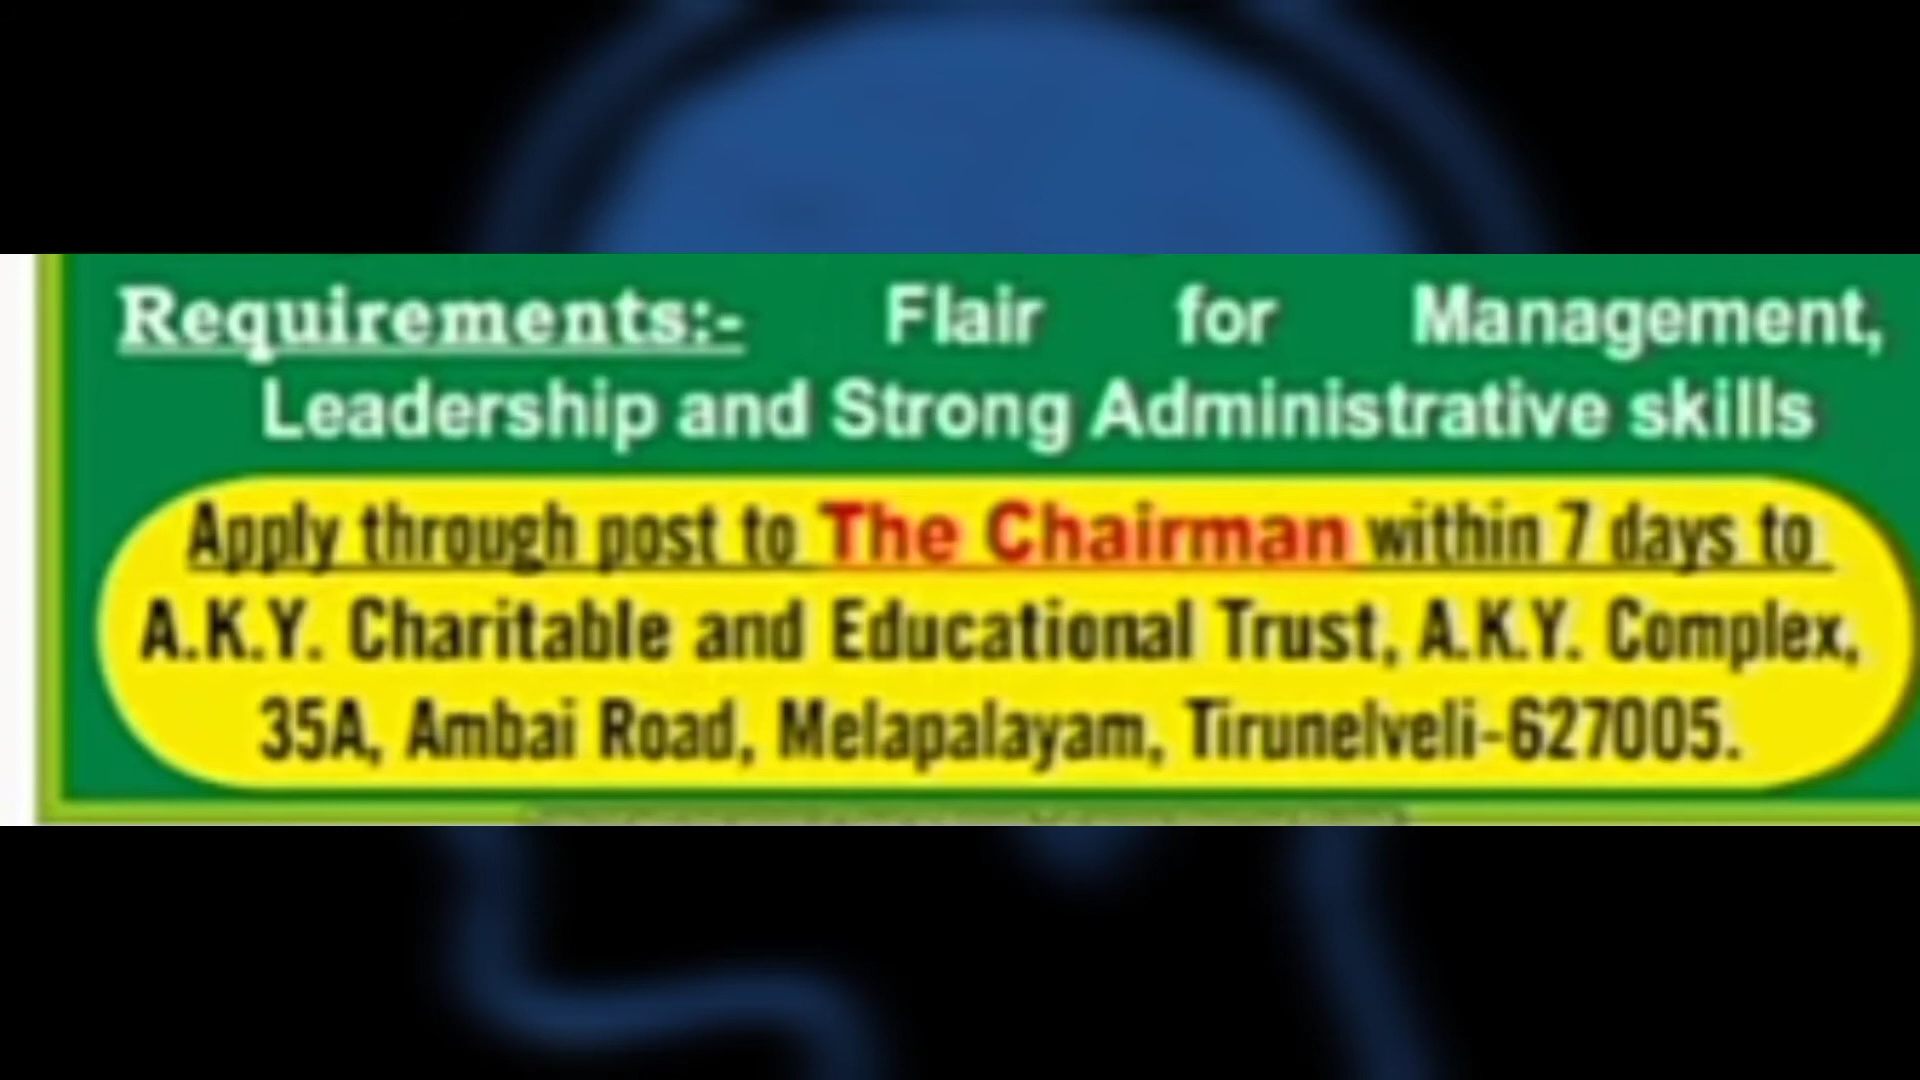 Requirements:- Flair for Management,
Leadership and Strong Administrative skills
Apply through post to The Chairman within 7 days to
A.K.Y. Charitable and Educational Trust, A.K.Y. Complex,
35A, Ambai Road, Melapalayam, Tirunelveli-627005.